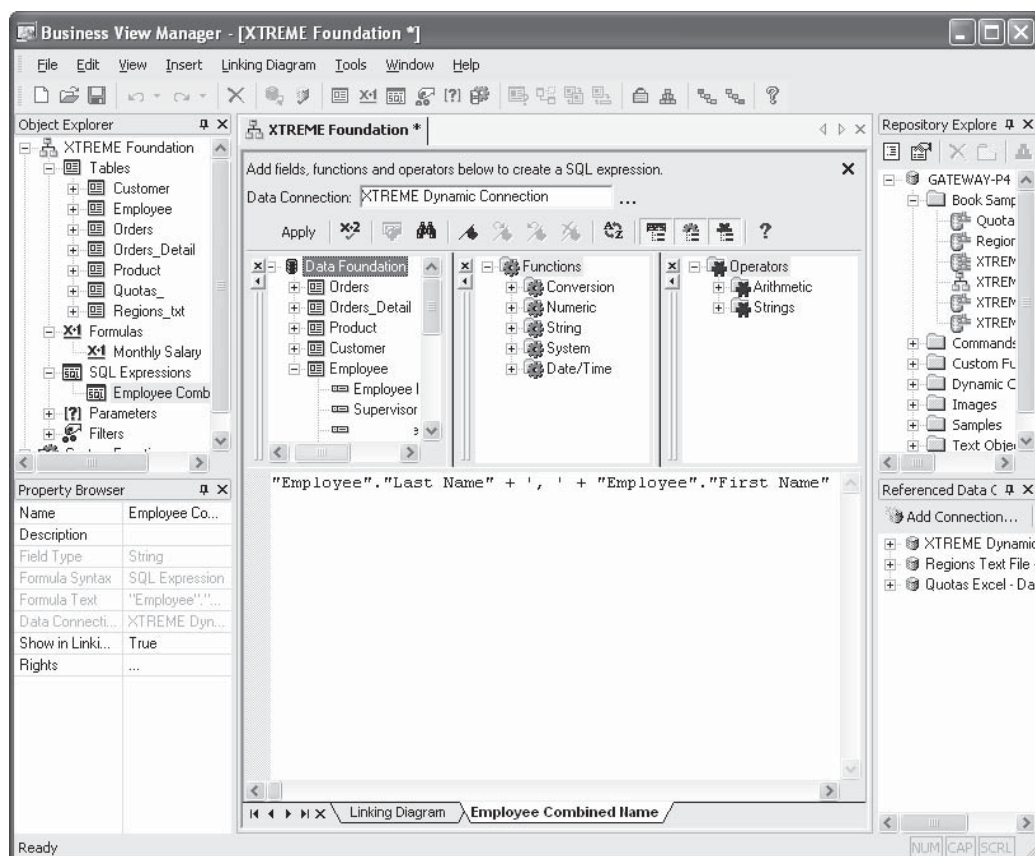 Business View Manager - [XTREME Foundation *]
File Edit View Insert Linking Diagram Tools Window Help
Object Explorer
XTREME Foundation
Tables
Customer
Employee
Orders
Orders_Detail
Product
Quotas_
Regions_txt
Formulas
Monthly Salary
SQL Expressions
Employee Comb
Parameters
Filters
Property Browser
Name Employee Co...
Description
Field Type String
Formula Syntax SQL Expression
Formula Text "Employee"."...
Data Connecti... XTREME Dyn...
Show in Linki... True
Rights ...
XTREME Foundation *
Add fields, functions and operators below to create a SQL expression.
Data Connection: XTREME Dynamic Connection ...
Apply
Data Foundation
Orders
Orders_Detail
Product
Customer
Employee
Employee I
Supervisor
Functions
Conversion
Numeric
String
System
Date/Time
Operators
Arithmetic
Strings
"Employee"."Last Name" + ', ' + "Employee"."First Name"
Linking Diagram Employee Combined Name
Repository Explore
GATEWAY-P4
Book Samp
Quota
Region
XTREM
XTREM
XTREM
XTREM
Commands
Custom Fu
Dynamic C
Images
Samples
Text Obje
Referenced Data C
Add Connection...
XTREME Dynamic
Regions Text File -
Quotas Excel - Da
Ready
NUM CAP SCRL